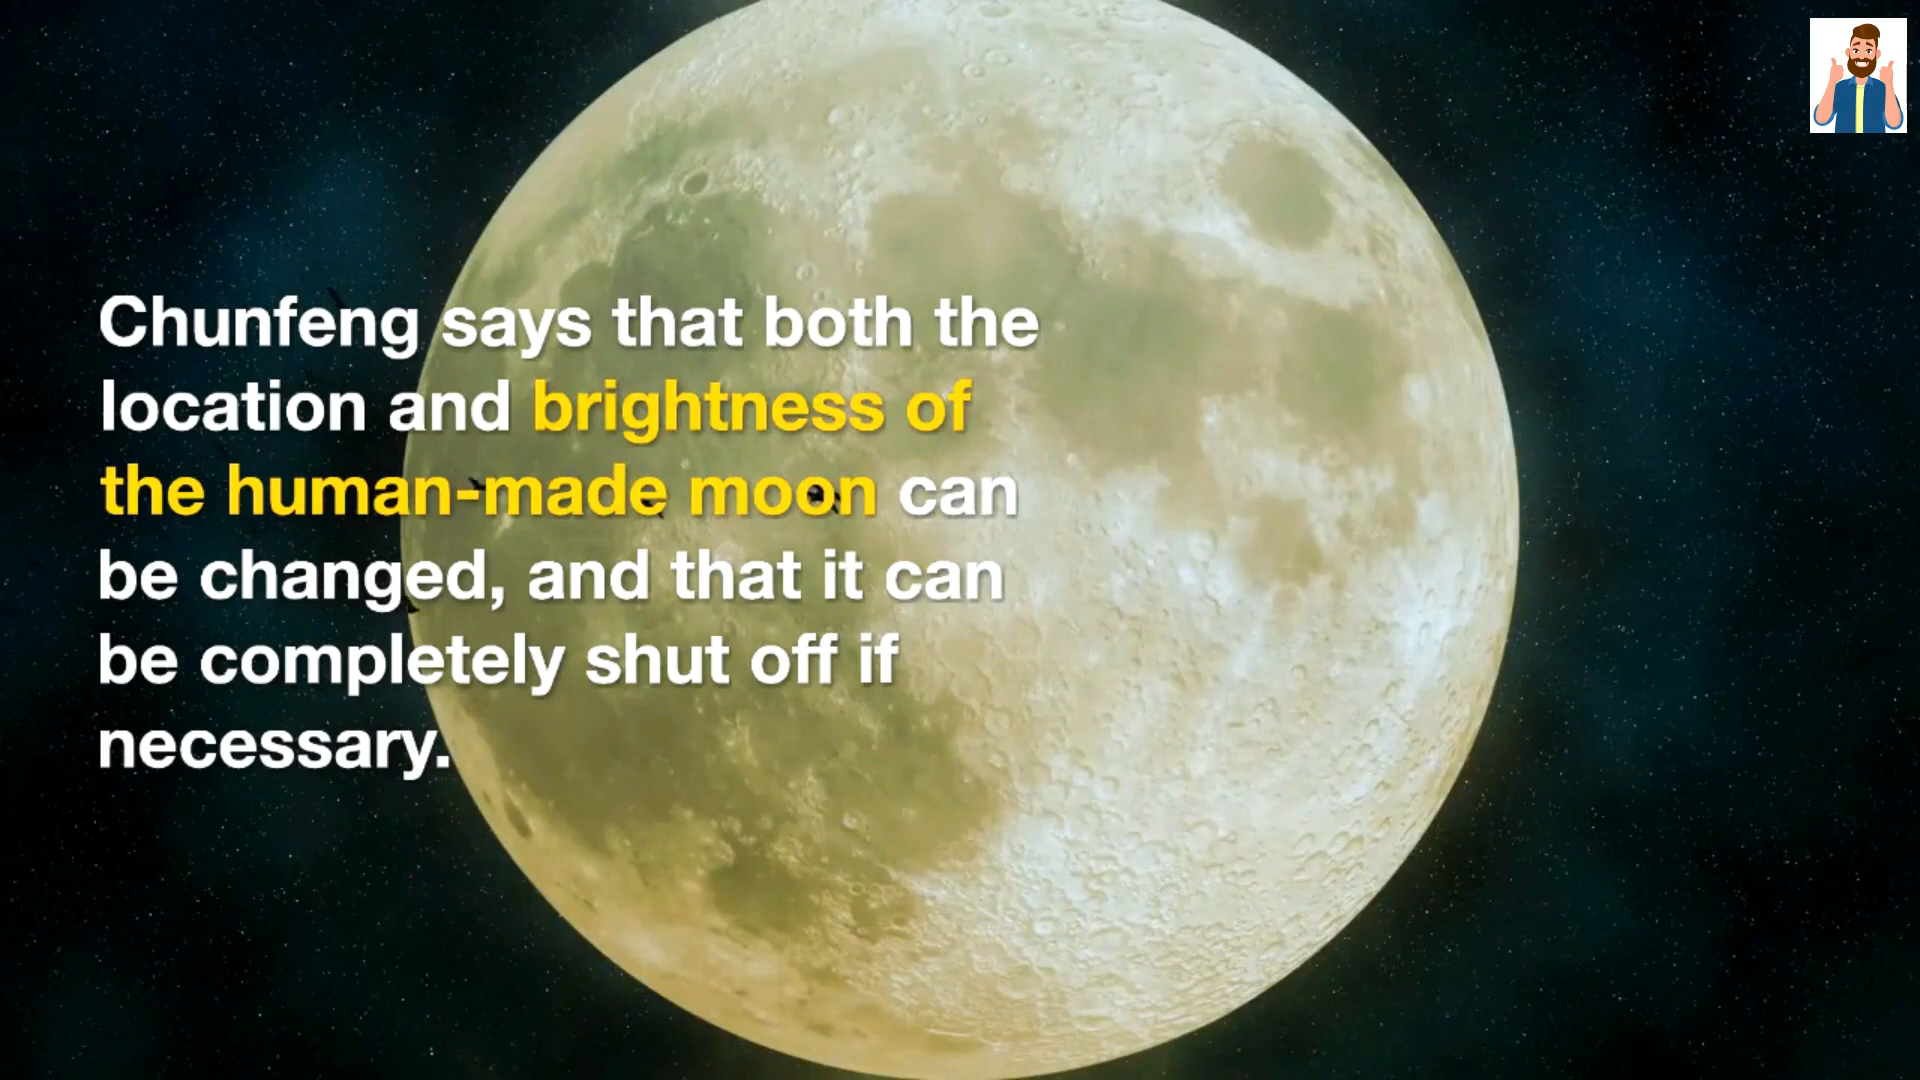 Chunfeng says that both the
location and brightness of
the human-made moon can
be changed, and that it can
be completely shut off if
necessary.